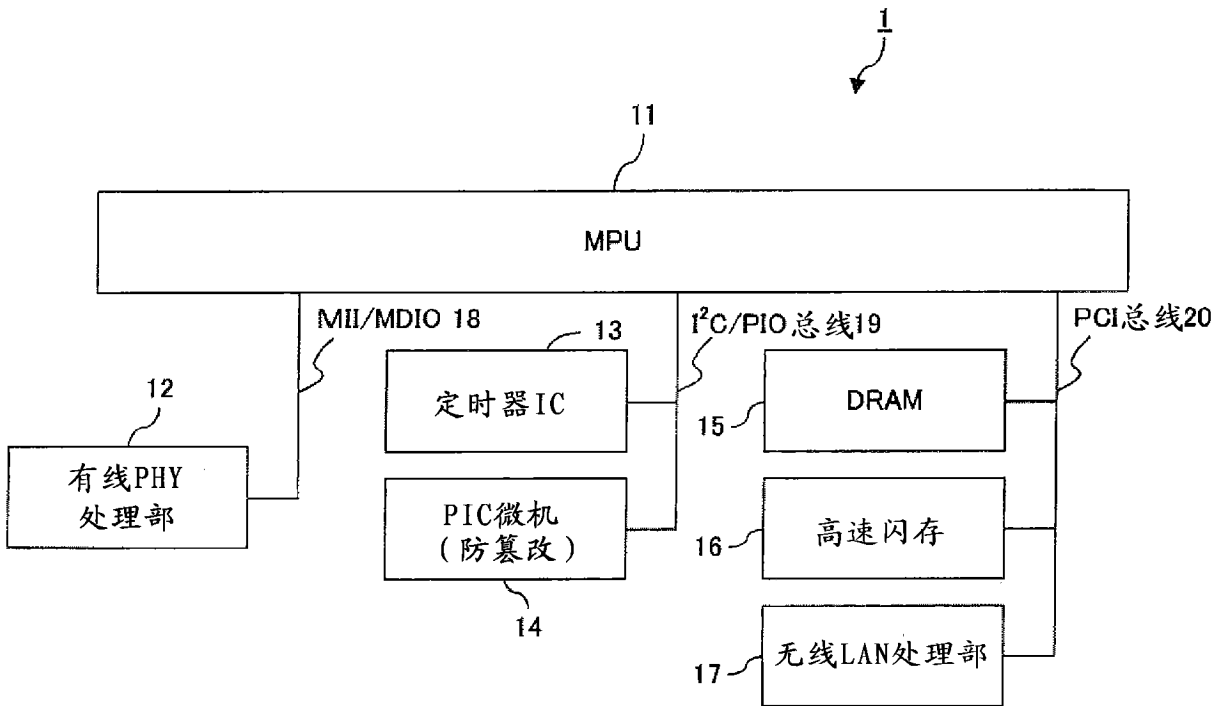 1
11
MPU
MII/MDIO 18
13
I²C/PIO总线19
PCI总线20
12
定时器IC
15
DRAM
有线PHY
处理部
PIC微机
(防篡改)
16
高速闪存
14
17
无线LAN处理部